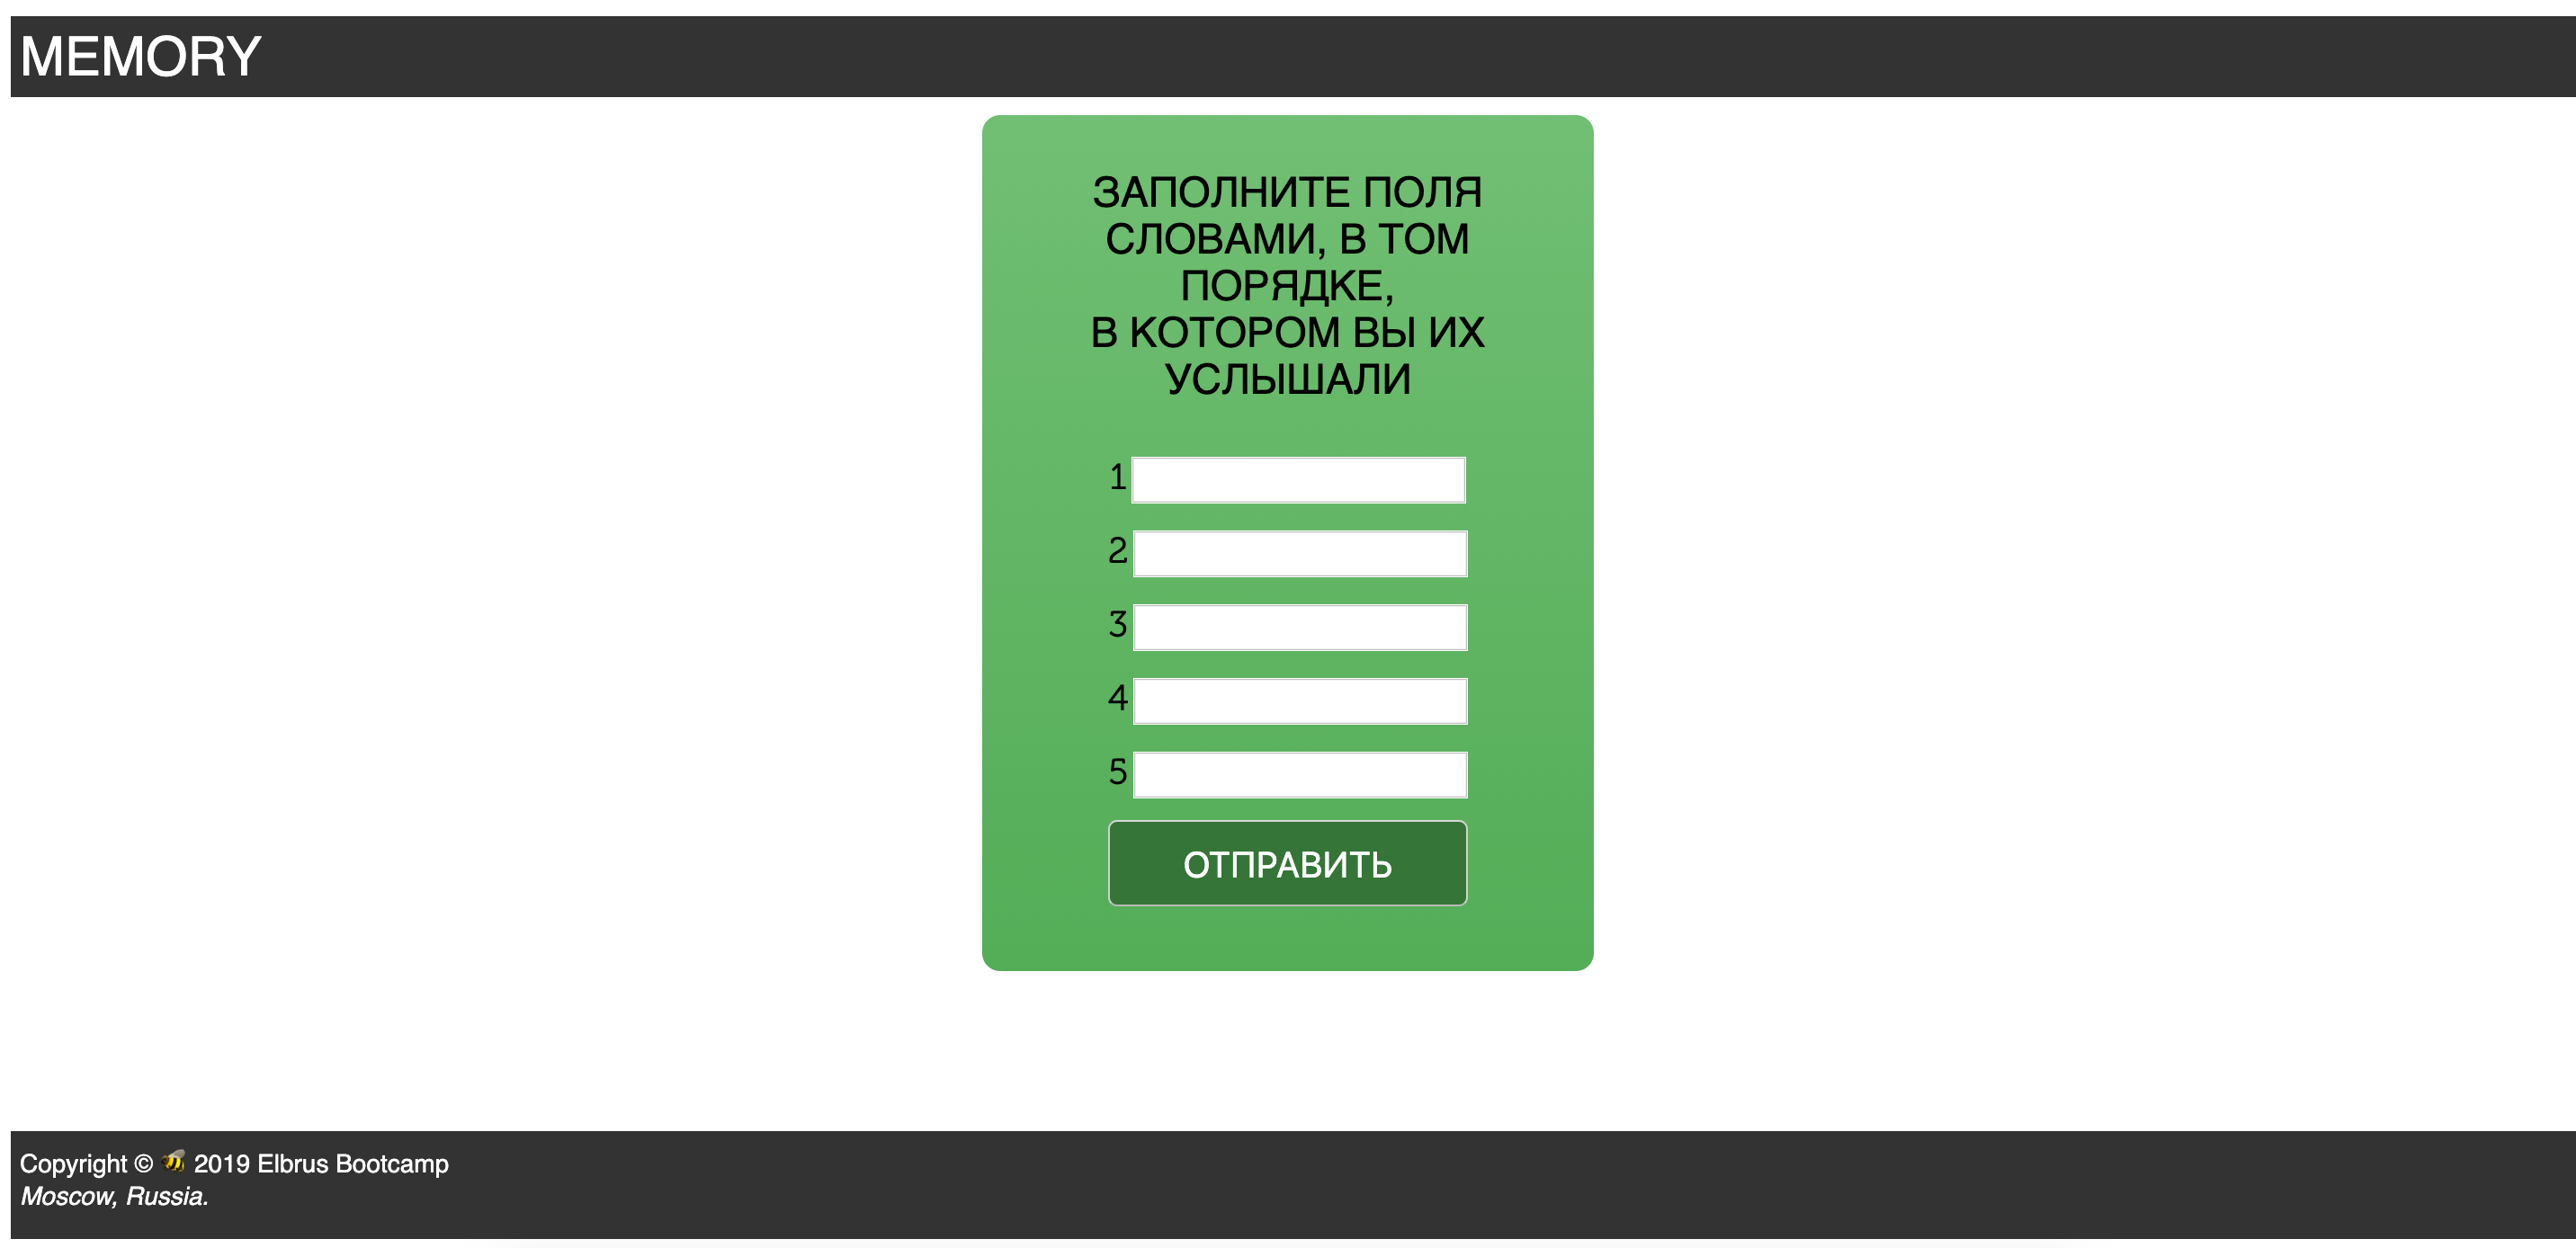 MEMORY
ЗАПОЛНИТЕ ПОЛЯ
СЛОВАМИ, В ТОМ
ПОРЯДКЕ,
В КОТОРОМ ВЫ ИХ
УСЛЫШАЛИ
1
2
3
4
5
ОТПРАВИТЬ
Copyright © 🐝 2019 Elbrus Bootcamp
Moscow, Russia.